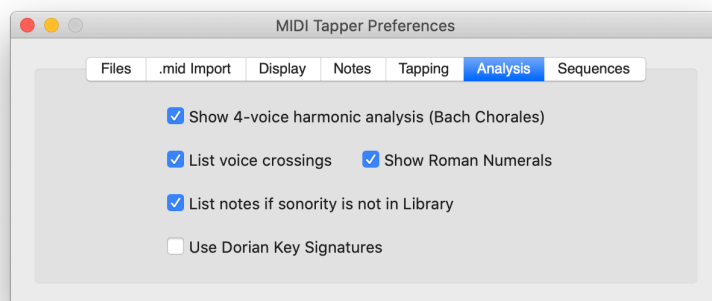 MIDI Tapper Preferences
Files .mid Import Display Notes Tapping Analysis Sequences
Show 4-voice harmonic analysis (Bach Chorales)
List voice crossings Show Roman Numerals
List notes if sonority is not in Library
Use Dorian Key Signatures